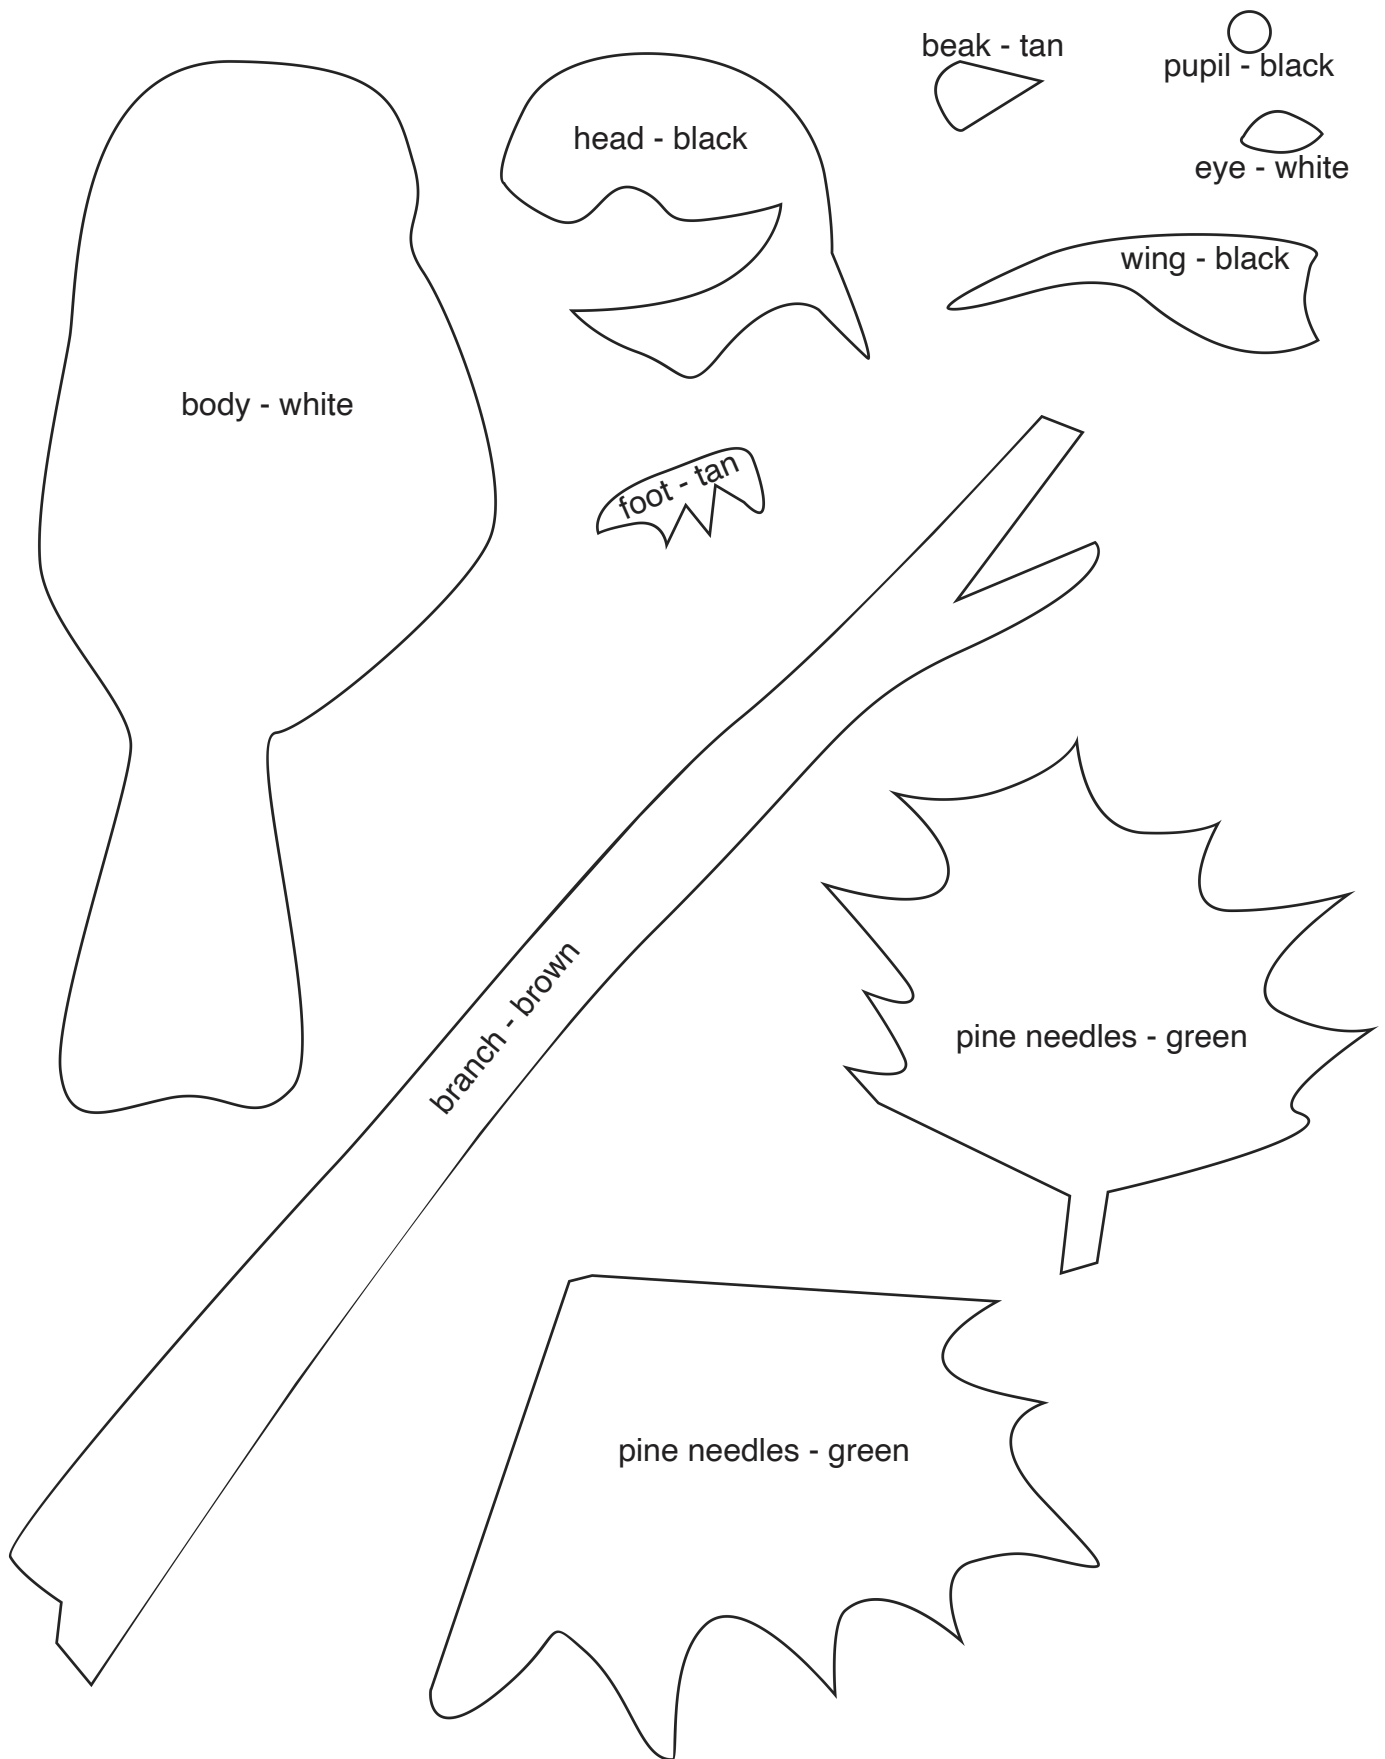 beak - tan
pupil - black
head - black
eye - white
wing - black
body - white
foot - tan
branch - brown
pine needles - green
pine needles - green